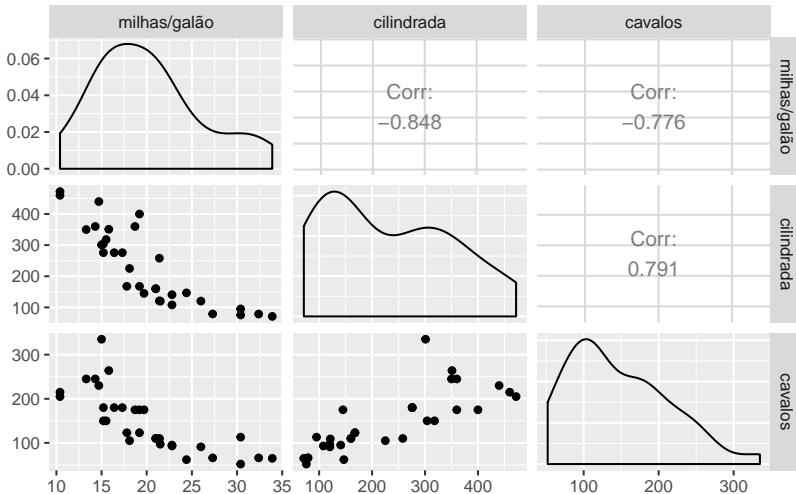 milhas/galão cilindrada cavalos
0.06
0.04
0.02
0.00
Corr:
−0.848
Corr:
−0.776
milhas/galão
400
300
200
100
Corr:
0.791
cilindrada
300
200
100
cavalos
10 15 20 25 30 35 100 200 300 400 100 200 300